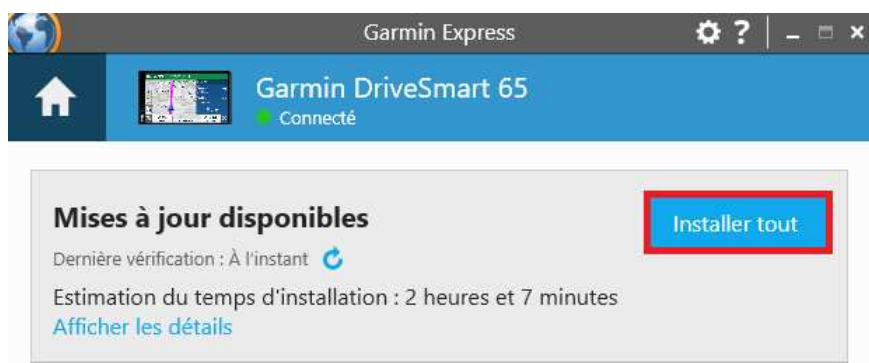 Garmin Express
Garmin DriveSmart 65
Connecté
Mises à jour disponibles
Installer tout
Dernière vérification : À l'instant
Estimation du temps d'installation : 2 heures et 7 minutes
Afficher les détails